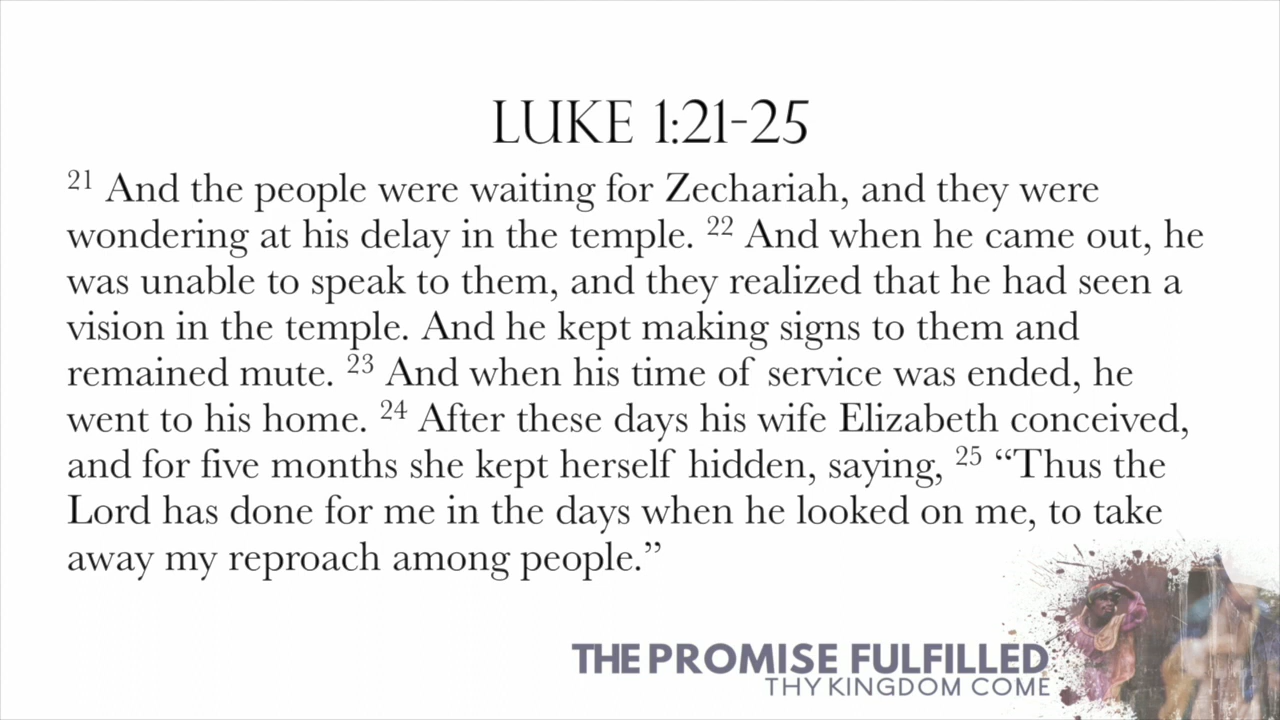 LUKE 1:21-25
21 And the people were waiting for Zechariah, and they were
wondering at his delay in the temple. 22 And when he came out, he
was unable to speak to them, and they realized that he had seen a
vision in the temple. And he kept making signs to them and
remained mute. 23 And when his time of service was ended, he
went to his home. 24 After these days his wife Elizabeth conceived,
and for five months she kept herself hidden, saying, 25 “Thus the
Lord has done for me in the days when he looked on me, to take
away my reproach among people.”
THE PROMISE FULFILLED
THY KINGDOM COME